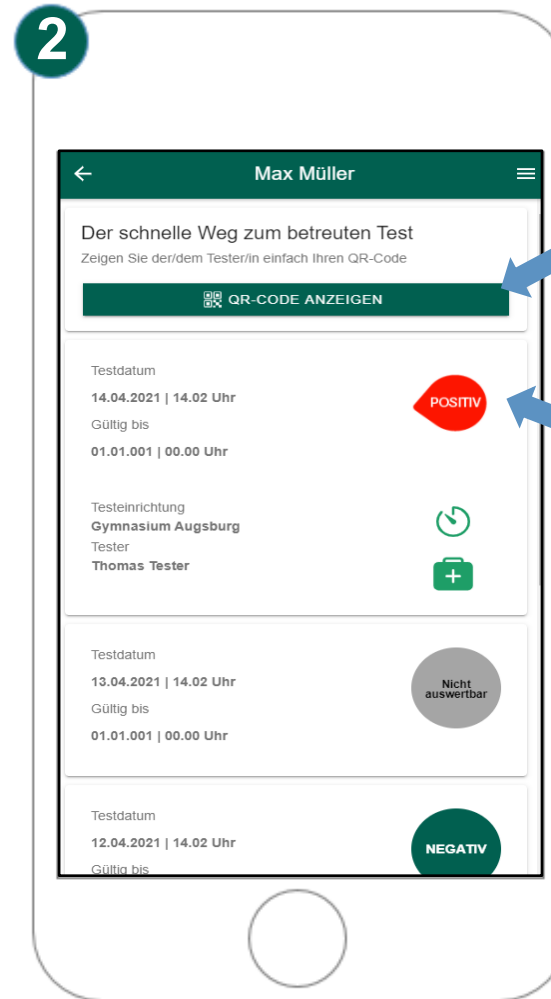 2
Max Müller
Der schnelle Weg zum betreuten Test
Zeigen Sie der/dem Tester/in einfach Ihren QR-Code
QR-CODE ANZEIGEN
Testdatum
14.04.2021 | 14.02 Uhr
POSITIV
Gültig bis
01.01.001 | 00.00 Uhr
Testeinrichtung
Gymnasium Augsburg
Tester
Thomas Tester
Testdatum
13.04.2021 | 14.02 Uhr
Nicht
auswertbar
Gültig bis
01.01.001 | 00.00 Uhr
Testdatum
12.04.2021 | 14.02 Uhr
NEGATIV
Gültig bis